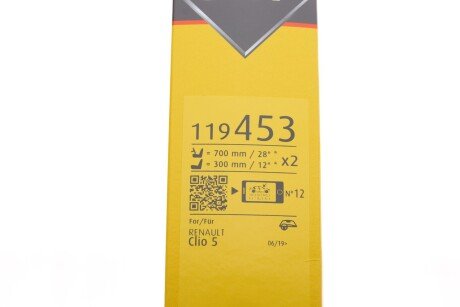 119453
= 700 mm / 28" *
= 300 mm / 12" * x2
N°12
For/Für
RENAULT
Clio 5 06/19>